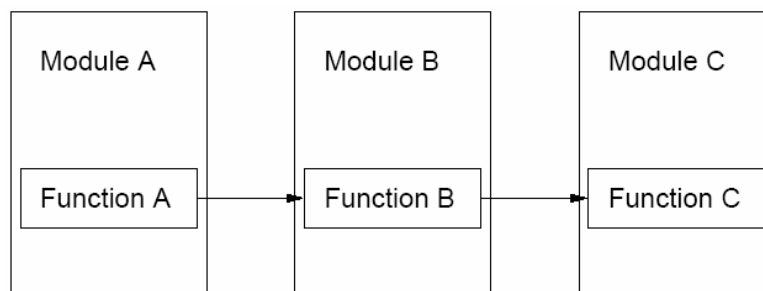 Module A
Module B
Module C
Function A
Function B
Function C